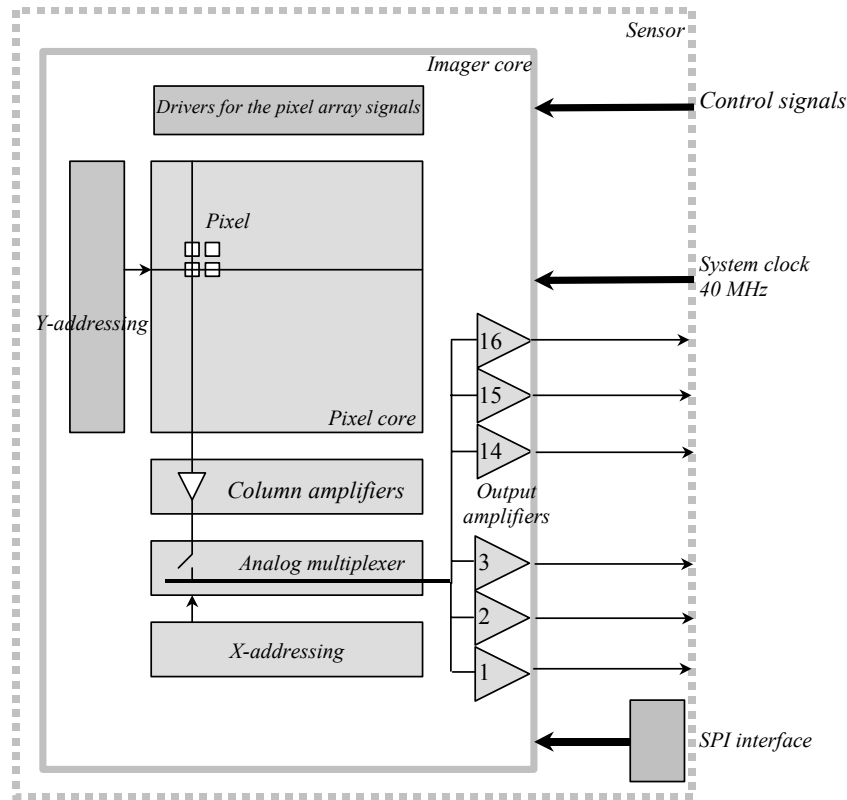 Sensor
Imager core
Drivers for the pixel array signals
Control signals
Pixel
System clock
40 MHz
Y-addressing
16
15
Pixel core
14
Column amplifiers
Output
amplifiers
Analog multiplexer
3
2
X-addressing
1
SPI interface